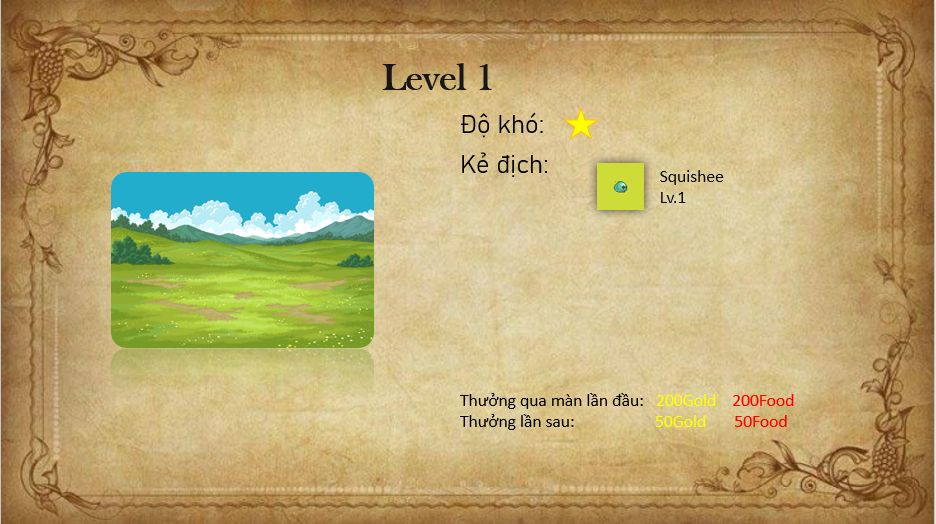 Level 1
Độ khó:
Kẻ địch:
Squishee
Lv.1
Thưởng qua màn lần đầu: 200Gold 200Food
Thưởng lần sau: 50Gold 50Food